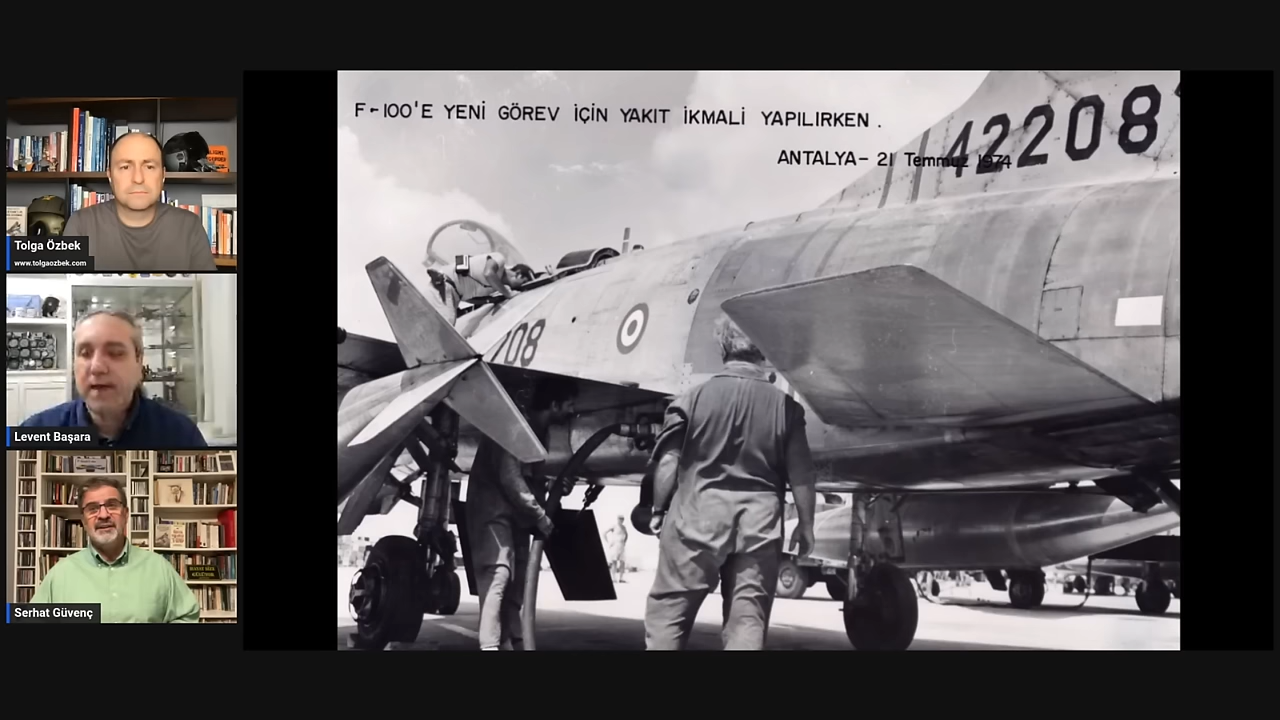 F-100'E YENİ GÖREV İÇİN YAKIT İKMALİ YAPILIRKEN.
ANTALYA- 21 Temmuz 1974
42208
208
Tolga Özbek
www.tolgaozbek.com
Levent Başara
Serhat Güvenç